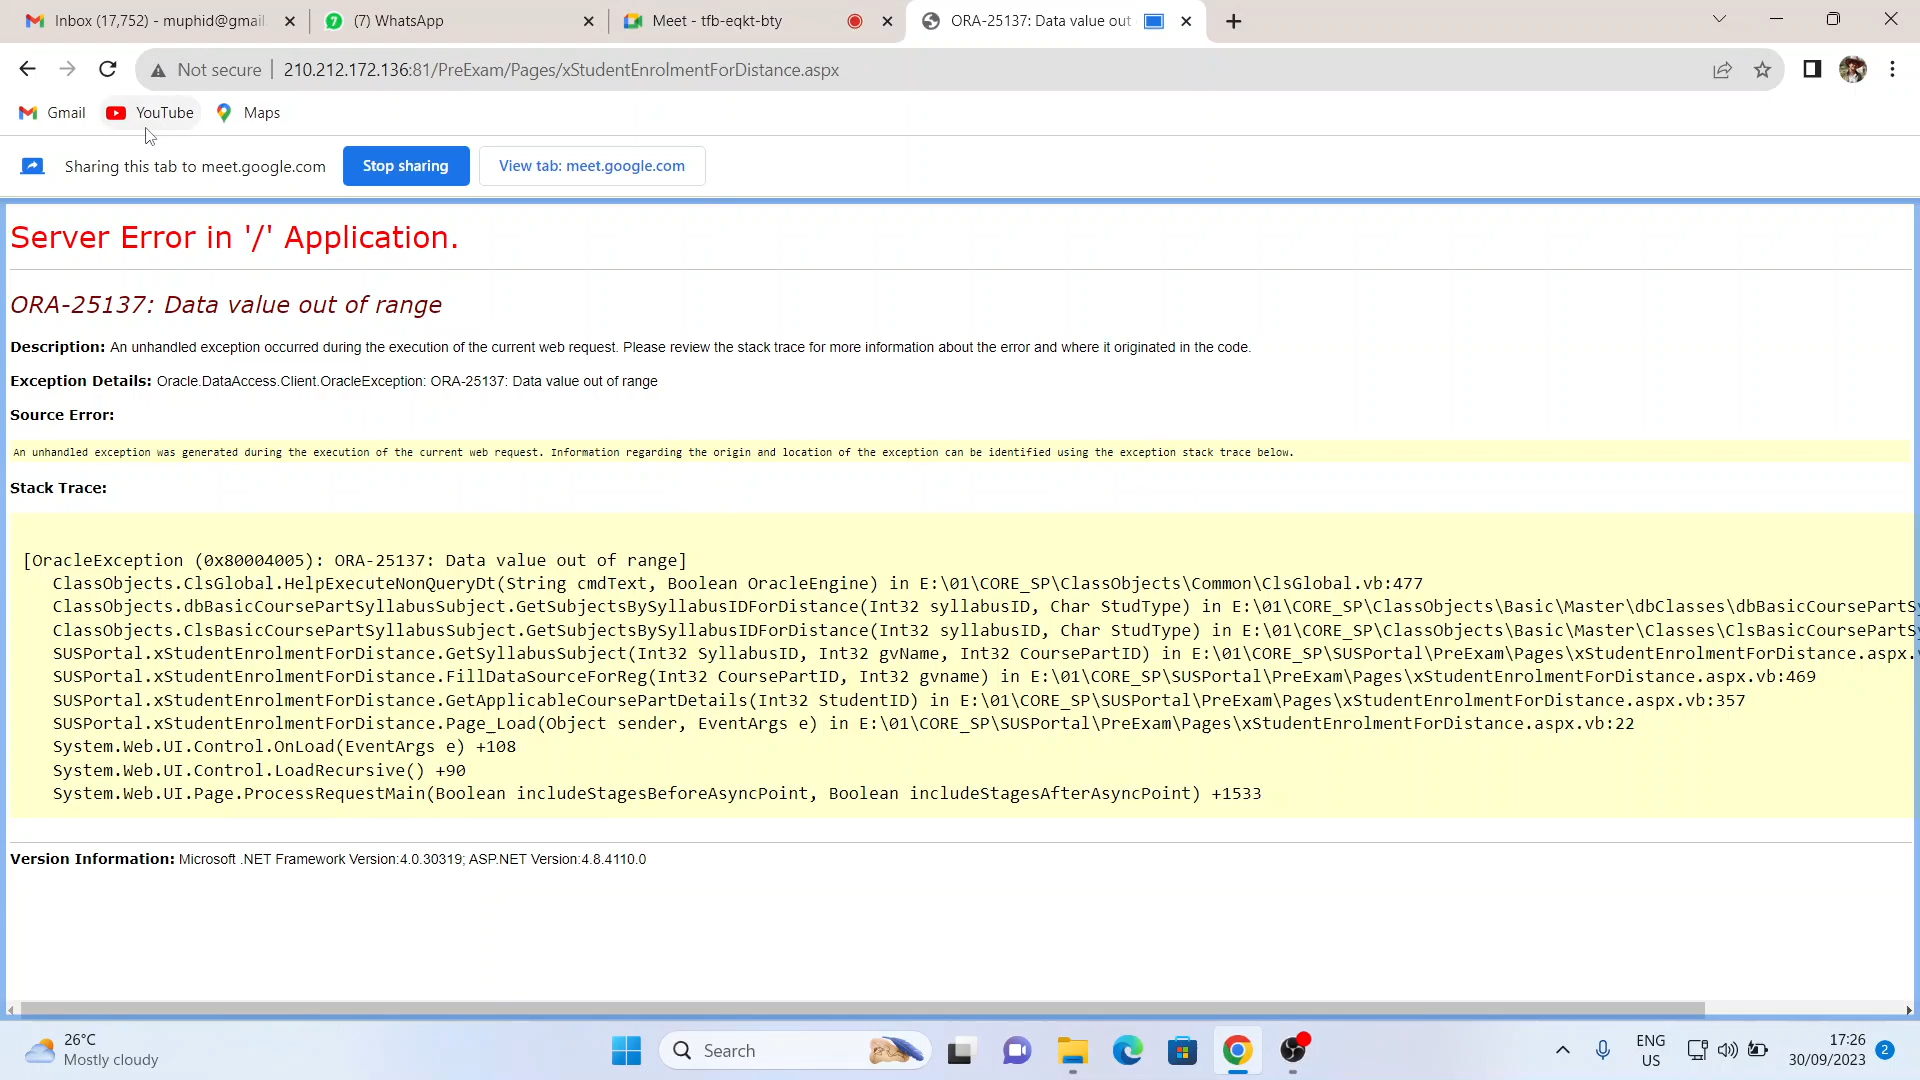 Inbox (17,752) - muphid@gmail.
(7) WhatsApp
Meet - tfb-eqkt-bty
ORA-25137: Data value out
Not secure
210.212.172.136:81/PreExam/Pages/xStudentEnrolmentForDistance.aspx
Gmail
YouTube
Maps
Sharing this tab to meet.google.com
Stop sharing
View tab: meet.google.com
Server Error in '/' Application.
ORA-25137: Data value out of range
Description: An unhandled exception occurred during the execution of the current web request. Please review the stack trace for more information about the error and where it originated in the code.
Exception Details: Oracle.DataAccess.Client.OracleException: ORA-25137: Data value out of range
Source Error:
An unhandled exception was generated during the execution of the current web request. Information regarding the origin and location of the exception can be identified using the exception stack trace below.
Stack Trace:
[OracleException (0x80004005): ORA-25137: Data value out of range]
ClassObjects.ClsGlobal.HelpExecuteNonQueryDt(String cmdText, Boolean OracleEngine) in E:\01\CORE_SP\ClassObjects\Common\ClsGlobal.vb:477
ClassObjects.dbBasicCoursePartSyllabusSubject.GetSubjectsBySyllabusIDForDistance(Int32 syllabusID, Char StudType) in E:\01\CORE_SP\ClassObjects\Basic\Master\dbClasses\dbBasicCoursePartSy
ClassObjects.ClsBasicCoursePartSyllabusSubject.GetSubjectsBySyllabusIDForDistance(Int32 syllabusID, Char StudType) in E:\01\CORE_SP\ClassObjects\Basic\Master\Classes\ClsBasicCoursePartSy
SUSPortal.xStudentEnrolmentForDistance.GetSyllabusSubject(Int32 SyllabusID, Int32 gvName, Int32 CoursePartID) in E:\01\CORE_SP\SUSPortal\PreExam\Pages\xStudentEnrolmentForDistance.aspx.v
SUSPortal.xStudentEnrolmentForDistance.FillDataSourceForReg(Int32 CoursePartID, Int32 gvname) in E:\01\CORE_SP\SUSPortal\PreExam\Pages\xStudentEnrolmentForDistance.aspx.vb:469
SUSPortal.xStudentEnrolmentForDistance.GetApplicableCoursePartDetails(Int32 StudentID) in E:\01\CORE_SP\SUSPortal\PreExam\Pages\xStudentEnrolmentForDistance.aspx.vb:357
SUSPortal.xStudentEnrolmentForDistance.Page_Load(Object sender, EventArgs e) in E:\01\CORE_SP\SUSPortal\PreExam\Pages\xStudentEnrolmentForDistance.aspx.vb:22
System.Web.UI.Control.OnLoad(EventArgs e) +108
System.Web.UI.Control.LoadRecursive() +90
System.Web.UI.Page.ProcessRequestMain(Boolean includeStagesBeforeAsyncPoint, Boolean includeStagesAfterAsyncPoint) +1533
Version Information: Microsoft .NET Framework Version:4.0.30319; ASP.NET Version:4.8.4110.0
26°C
Mostly cloudy
Search
ENG
US
17:26
30/09/2023
2